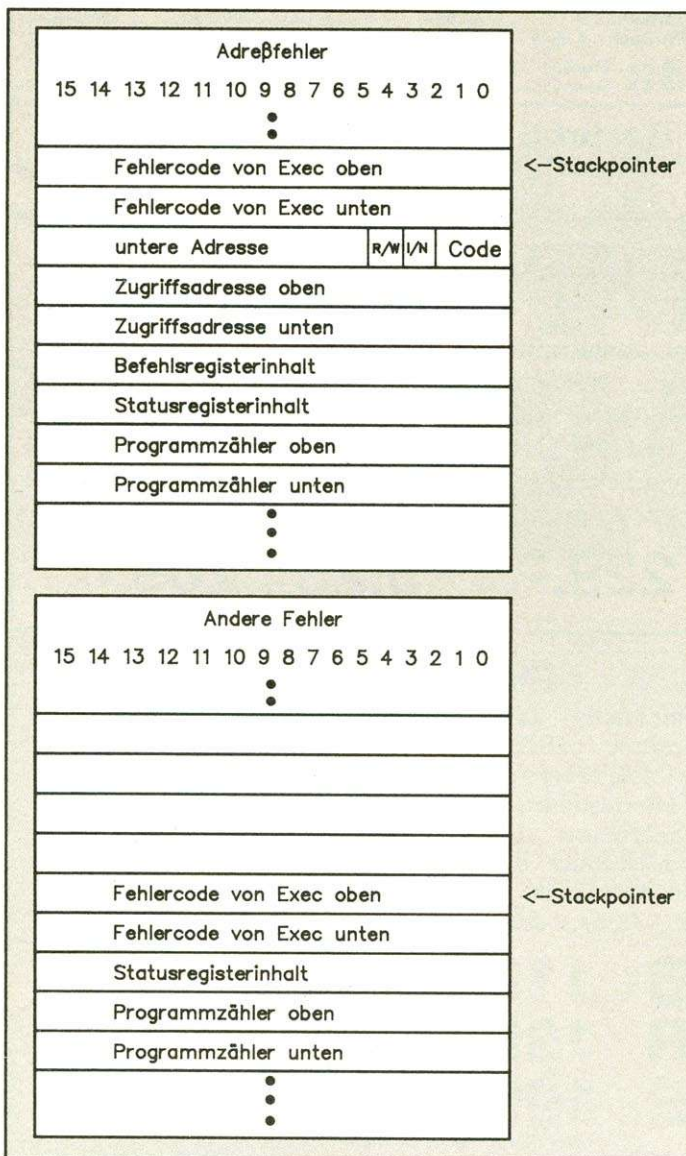 Adreβfehler
15 14 13 12 11 10 9 8 7 6 5 4 3 2 1 0
Fehlercode von Exec oben <-Stackpointer
Fehlercode von Exec unten
untere Adresse R/W I/N Code
Zugriffsadresse oben
Zugriffsadresse unten
Befehlsregisterinhalt
Statusregisterinhalt
Programmzähler oben
Programmzähler unten
Andere Fehler
15 14 13 12 11 10 9 8 7 6 5 4 3 2 1 0
Fehlercode von Exec oben <-Stackpointer
Fehlercode von Exec unten
Statusregisterinhalt
Programmzähler oben
Programmzähler unten